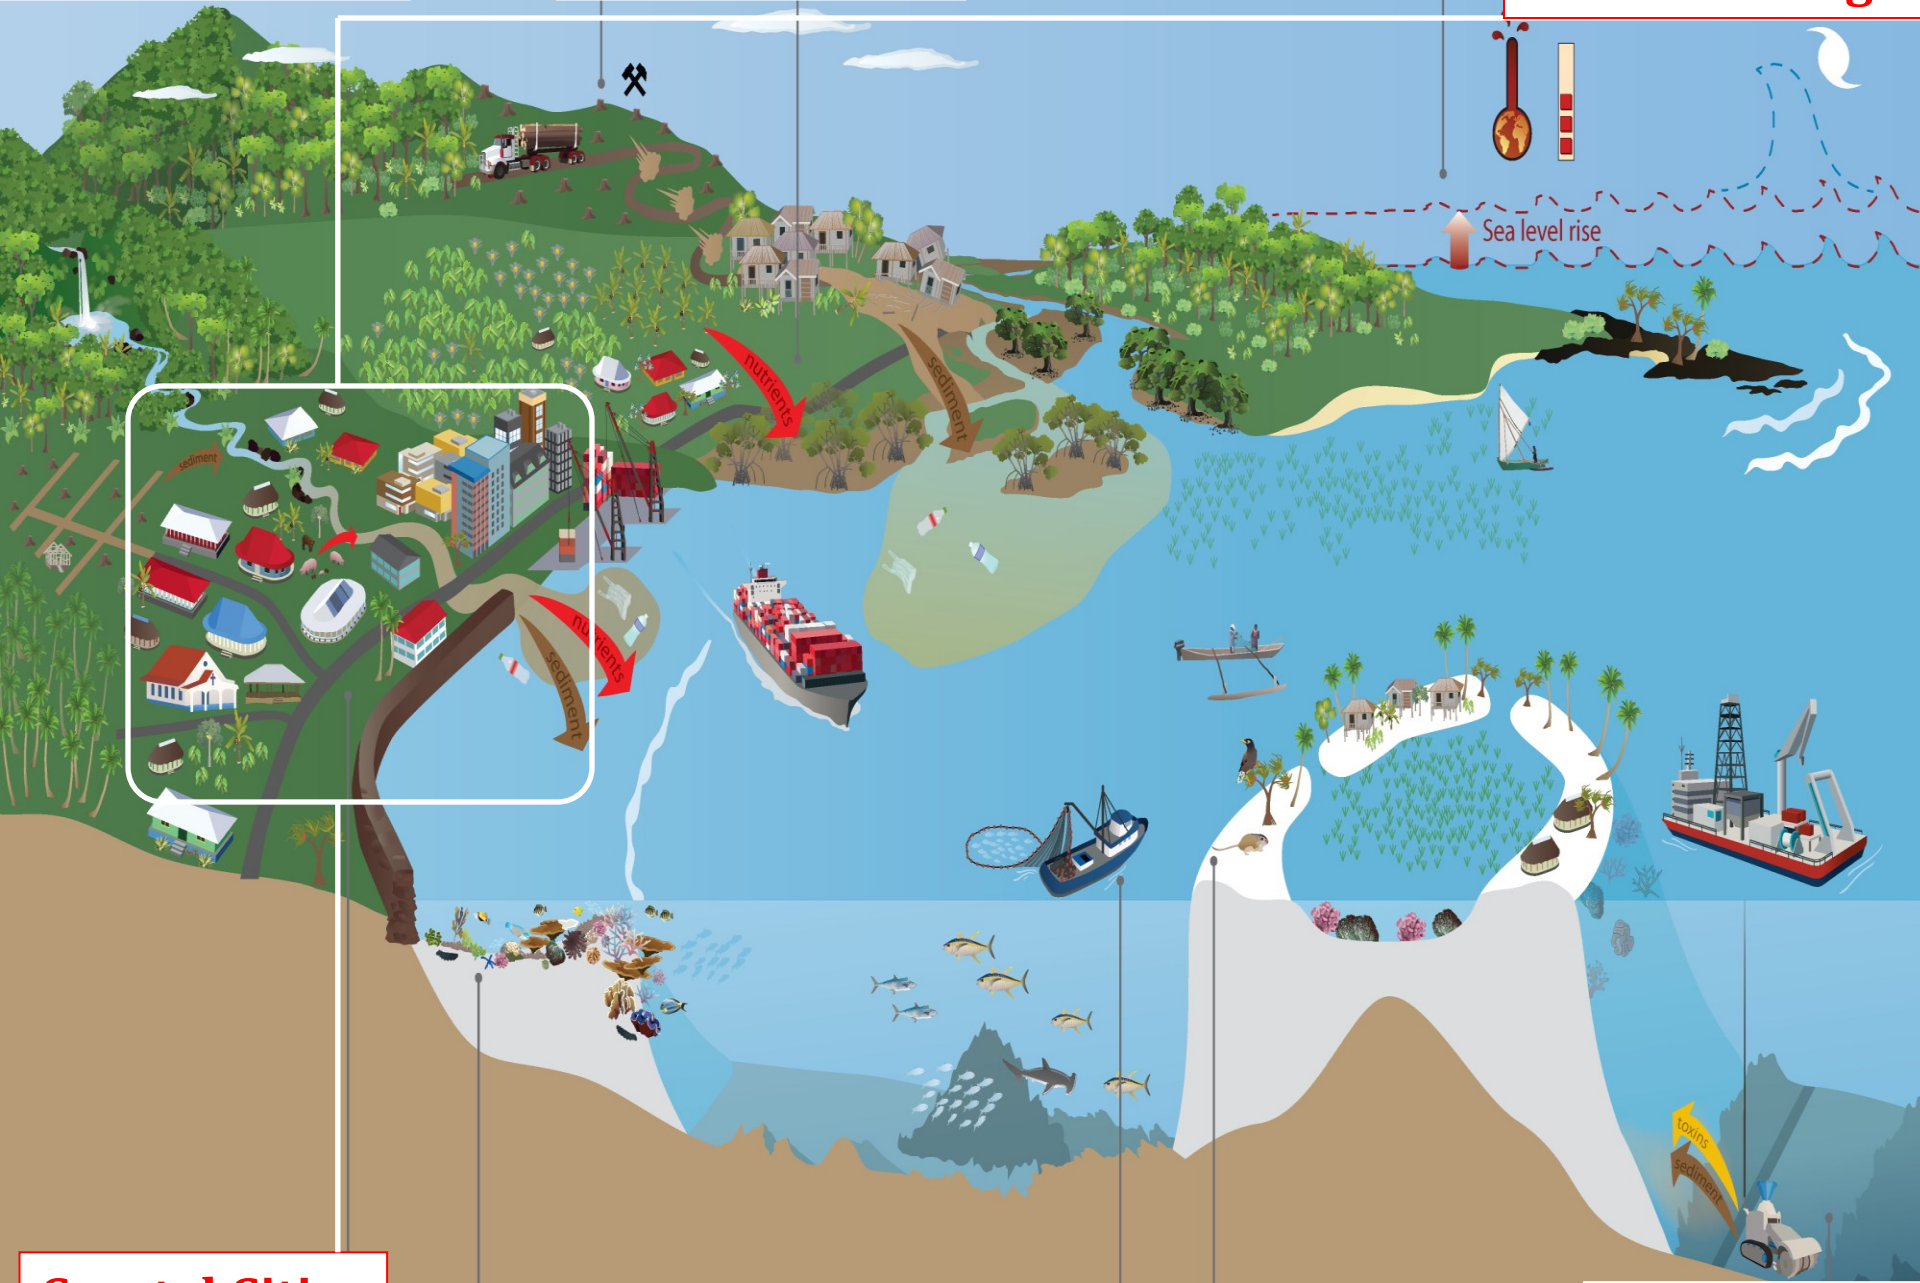 Sea level rise
nutrients
sediment
sediment
nutrients
sediment
toxins
sediment